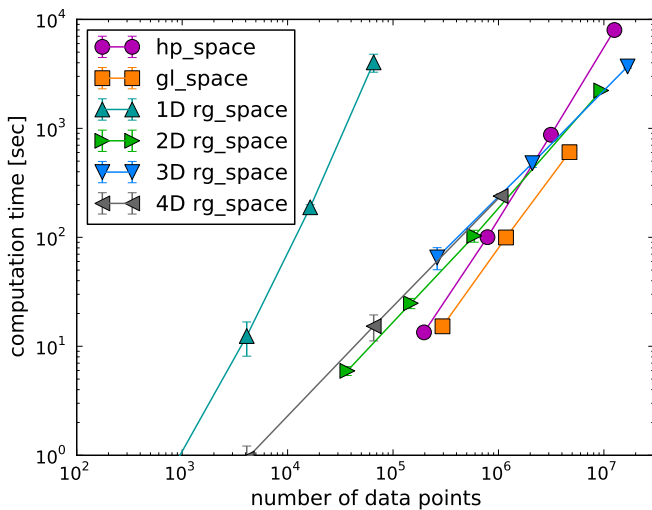 10^4
10^3
10^2
10^1
10^0
computation time [sec]
hp_space
gl_space
1D rg_space
2D rg_space
3D rg_space
4D rg_space
10^2 10^3 10^4 10^5 10^6 10^7
number of data points